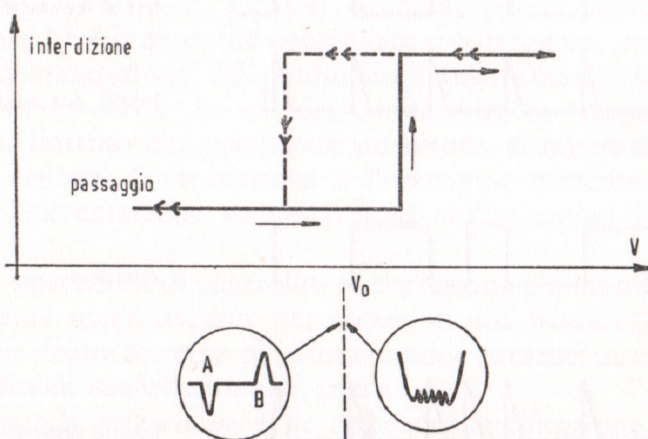 interdizione
passaggio
V
V₀
A
B